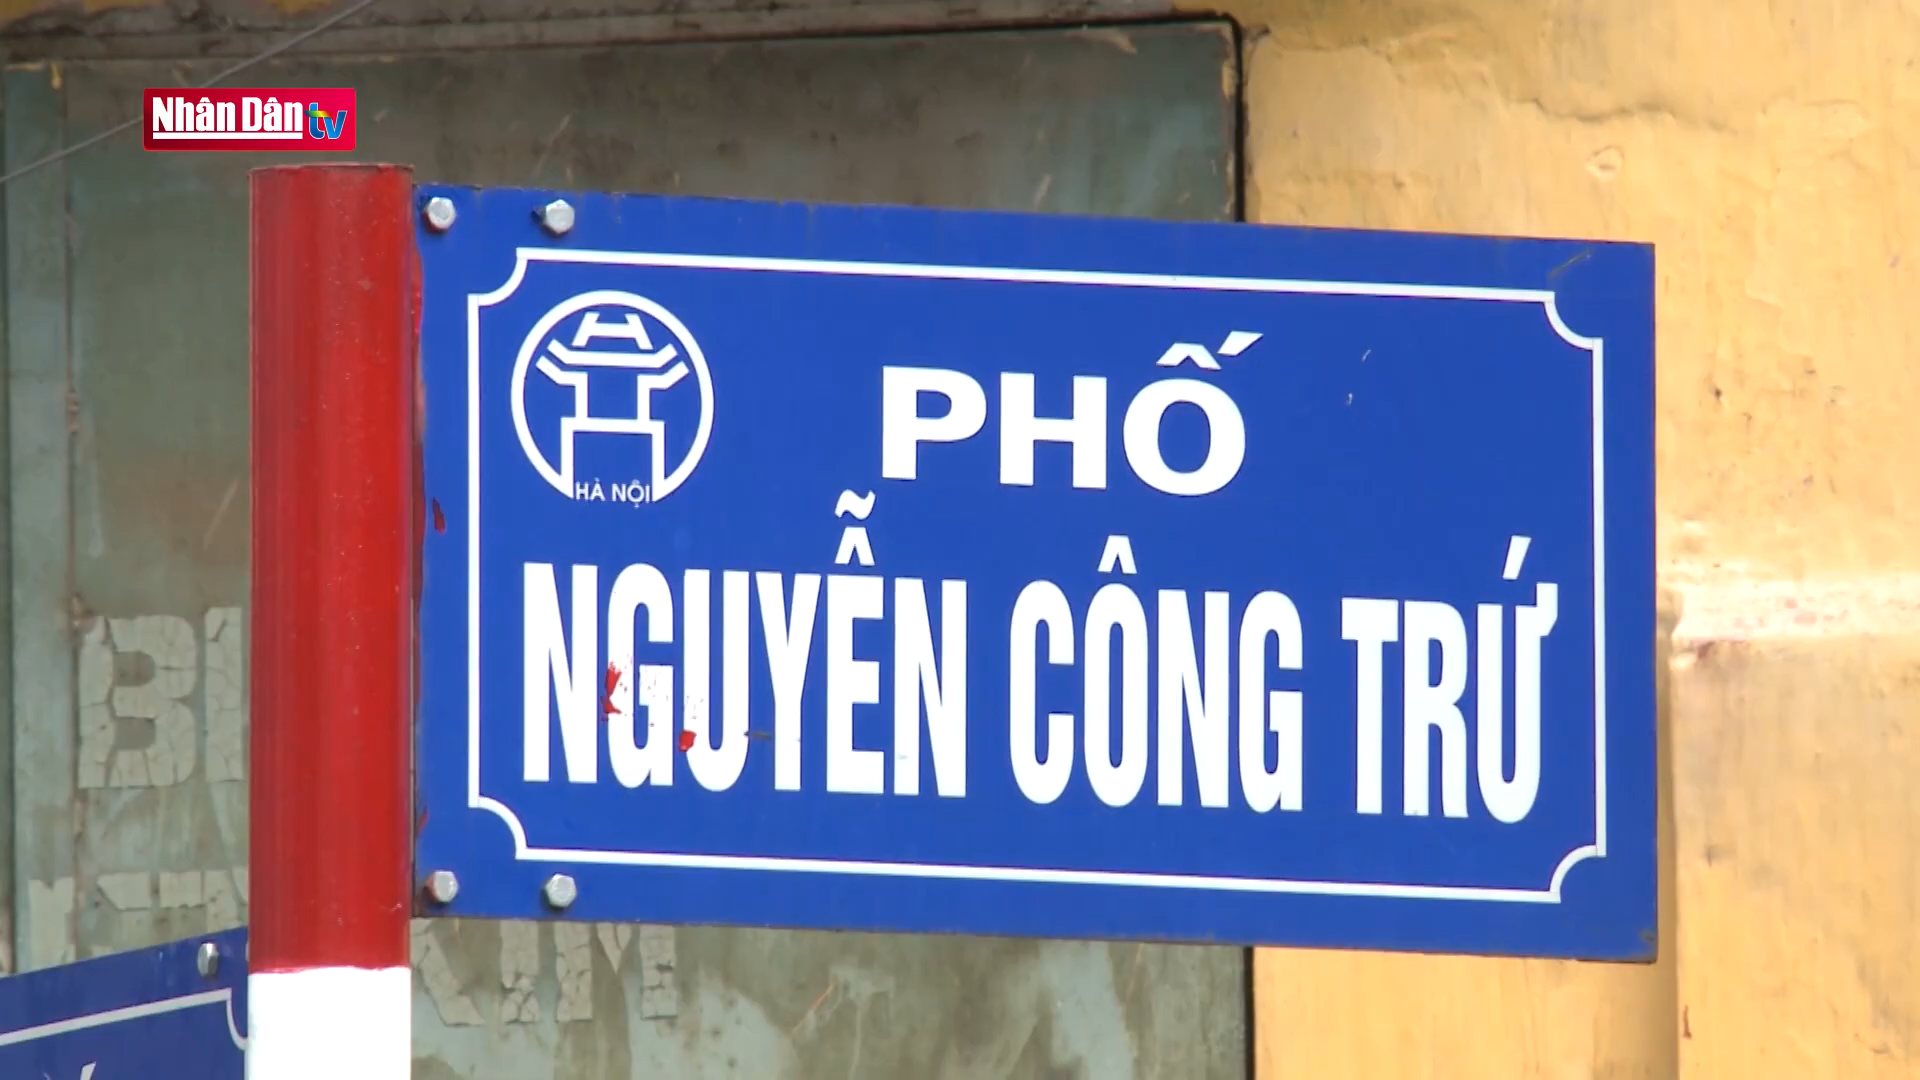 Nhân Dân tv
PHỐ
HÀ NỘI
NGUYỄN CÔNG TRỨ